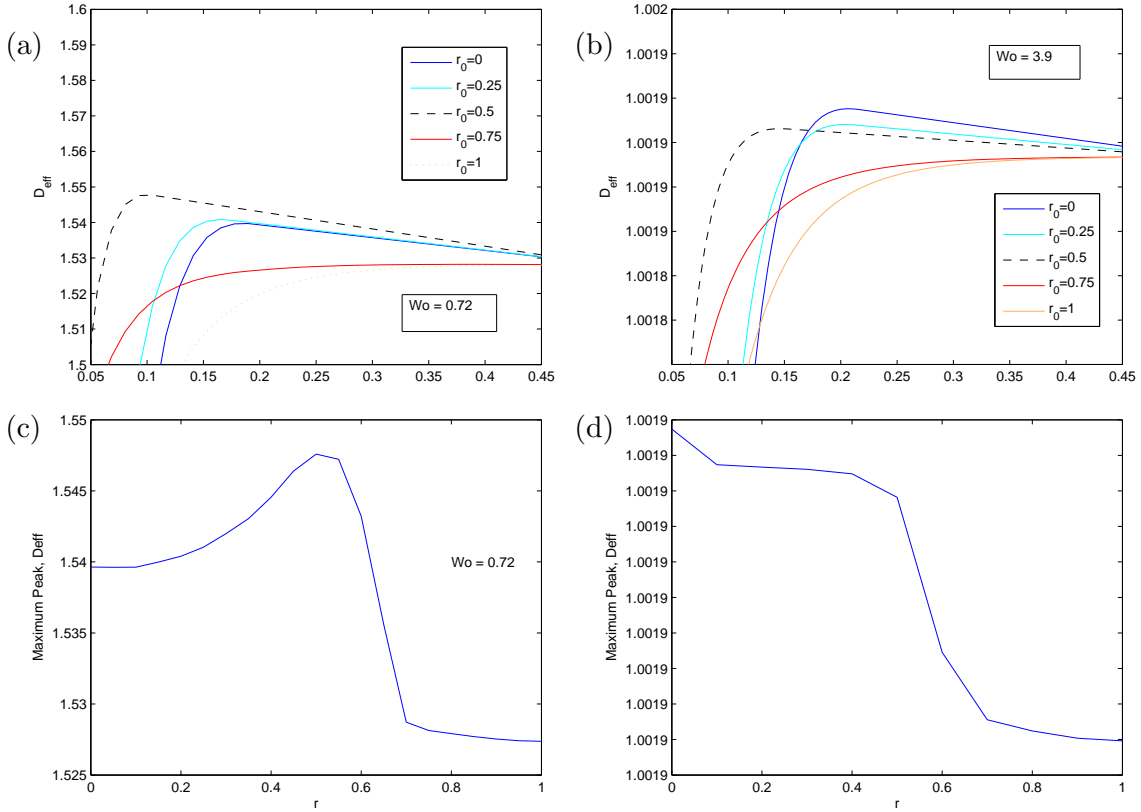 (a)
D_eff
1.6
1.59
1.58
1.57
1.56
1.55
1.54
1.53
1.52
1.51
1.5
r_0=0
r_0=0.25
r_0=0.5
r_0=0.75
r_0=1
Wo = 0.72
0.05 0.1 0.15 0.2 0.25 0.3 0.35 0.4 0.45
(b)
D_eff
1.002
1.0019
1.0019
1.0019
1.0019
1.0019
1.0018
1.0018
Wo = 3.9
r_0=0
r_0=0.25
r_0=0.5
r_0=0.75
r_0=1
0.05 0.1 0.15 0.2 0.25 0.3 0.35 0.4 0.45
(c)
Maximum Peak, Deff
1.55
1.545
1.54
1.535
1.53
1.525
Wo = 0.72
0 0.2 0.4 0.6 0.8 1
r
(d)
Maximum Peak, Deff
1.0019
1.0019
1.0019
1.0019
1.0019
1.0019
1.0019
1.0019
1.0019
1.0019
1.0019
0 0.2 0.4 0.6 0.8 1
r